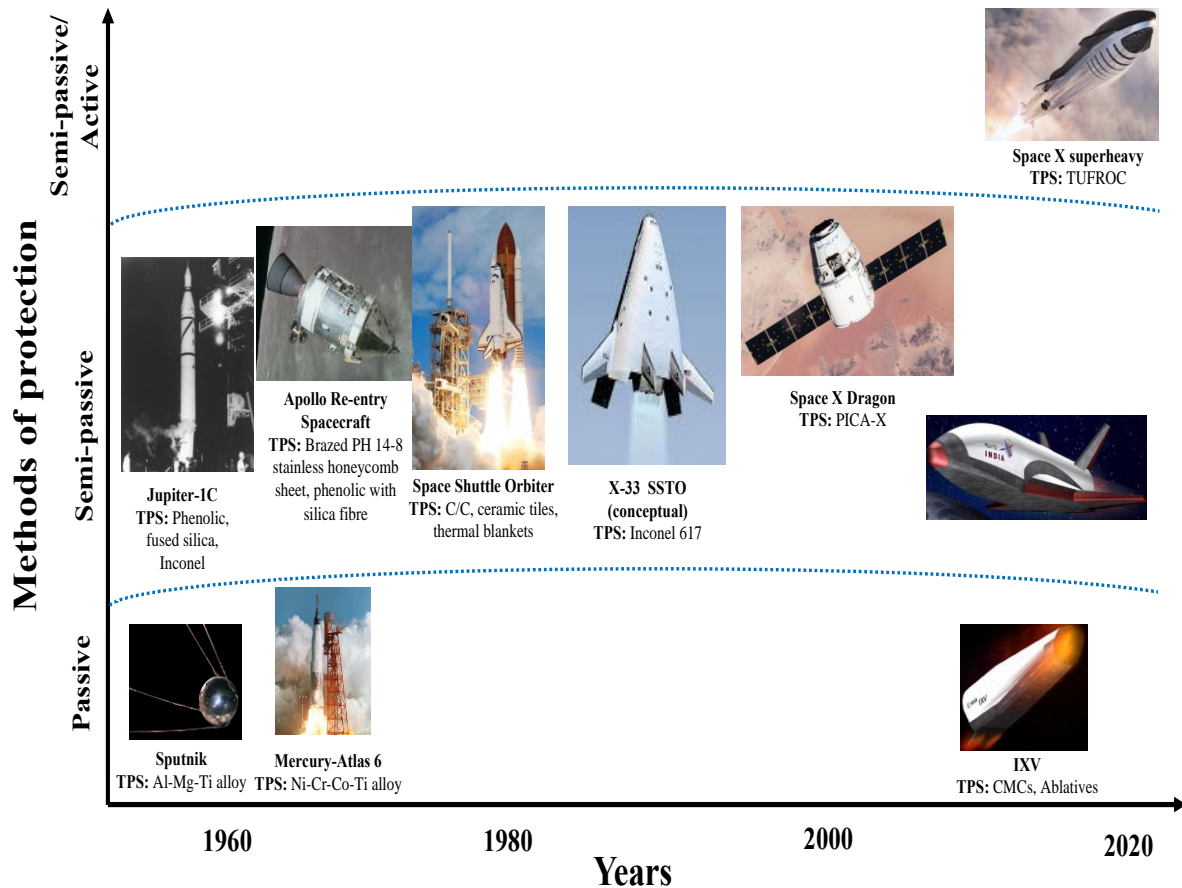 Methods of protection
Semi-passive/
Active
Semi-passive
Passive
Space X superheavy
TPS: TUFROC
Jupiter-1C
TPS: Phenolic,
fused silica,
Inconel
Apollo Re-entry
Spacecraft
TPS: Brazed PH 14-8
stainless honeycomb
sheet, phenolic with
silica fibre
Space Shuttle Orbiter
TPS: C/C, ceramic tiles,
thermal blankets
X-33 SSTO
(conceptual)
TPS: Inconel 617
Space X Dragon
TPS: PICA-X
INDIA
Sputnik
TPS: Al-Mg-Ti alloy
Mercury-Atlas 6
TPS: Ni-Cr-Co-Ti alloy
IXV
IXV
TPS: CMCs, Ablatives
1960
1980
2000
2020
Years